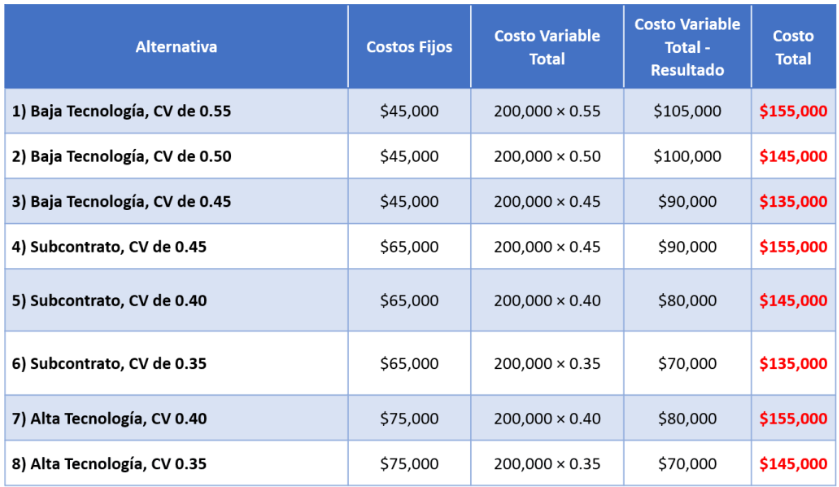 Alternativa Costos Fijos Costo Variable Total Costo Variable Total - Resultado Costo Total
1) Baja Tecnología, CV de 0.55 $45,000 200,000 × 0.55 $105,000 $155,000
2) Baja Tecnología, CV de 0.50 $45,000 200,000 × 0.50 $100,000 $145,000
3) Baja Tecnología, CV de 0.45 $45,000 200,000 × 0.45 $90,000 $135,000
4) Subcontrato, CV de 0.45 $65,000 200,000 × 0.45 $90,000 $155,000
5) Subcontrato, CV de 0.40 $65,000 200,000 × 0.40 $80,000 $145,000
6) Subcontrato, CV de 0.35 $65,000 200,000 × 0.35 $70,000 $135,000
7) Alta Tecnología, CV 0.40 $75,000 200,000 × 0.40 $80,000 $155,000
8) Alta Tecnología, CV 0.35 $75,000 200,000 × 0.35 $70,000 $145,000